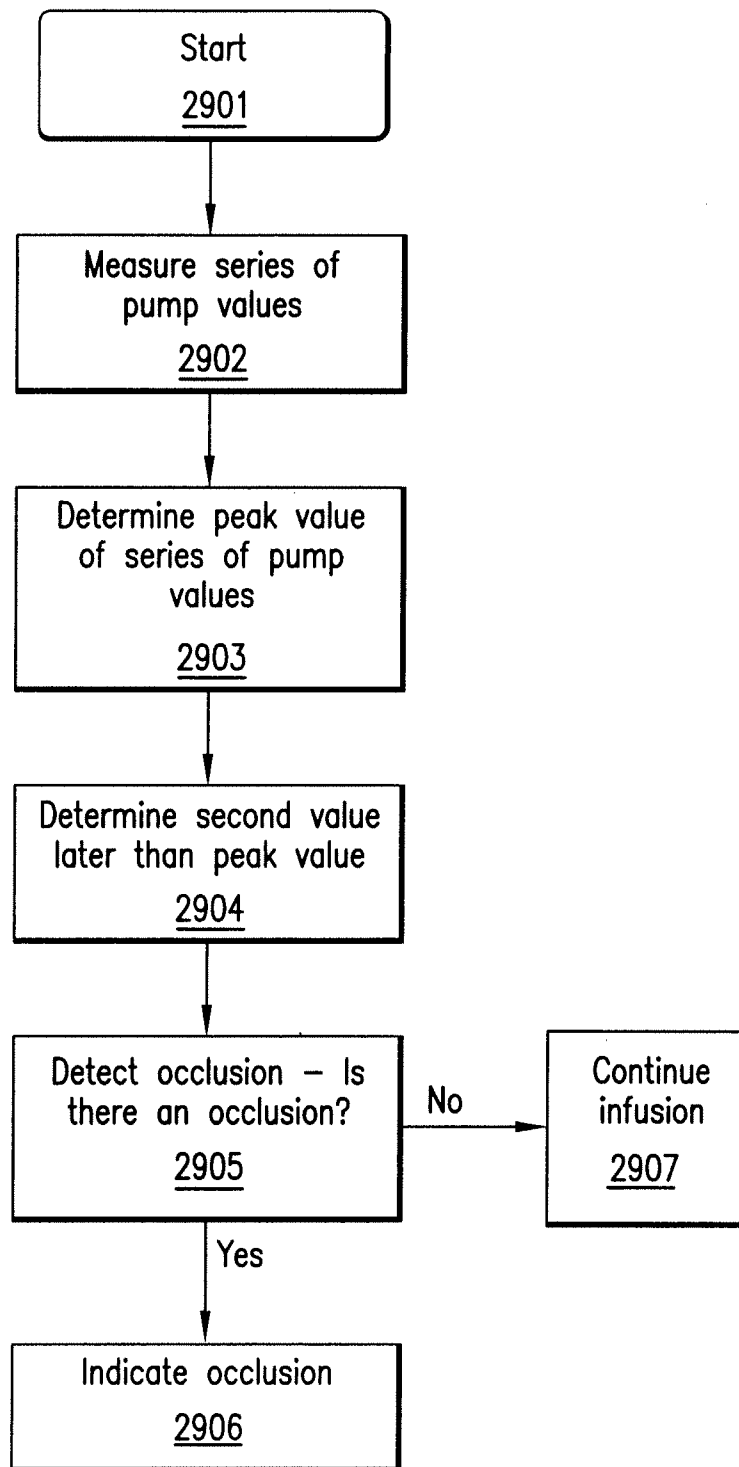 Start
2901
Measure series of
pump values
2902
Determine peak value
of series of pump
values
2903
Determine second value
later than peak value
2904
Detect occlusion – Is
there an occlusion?
2905
No
Continue
infusion
2907
Yes
Indicate occlusion
2906